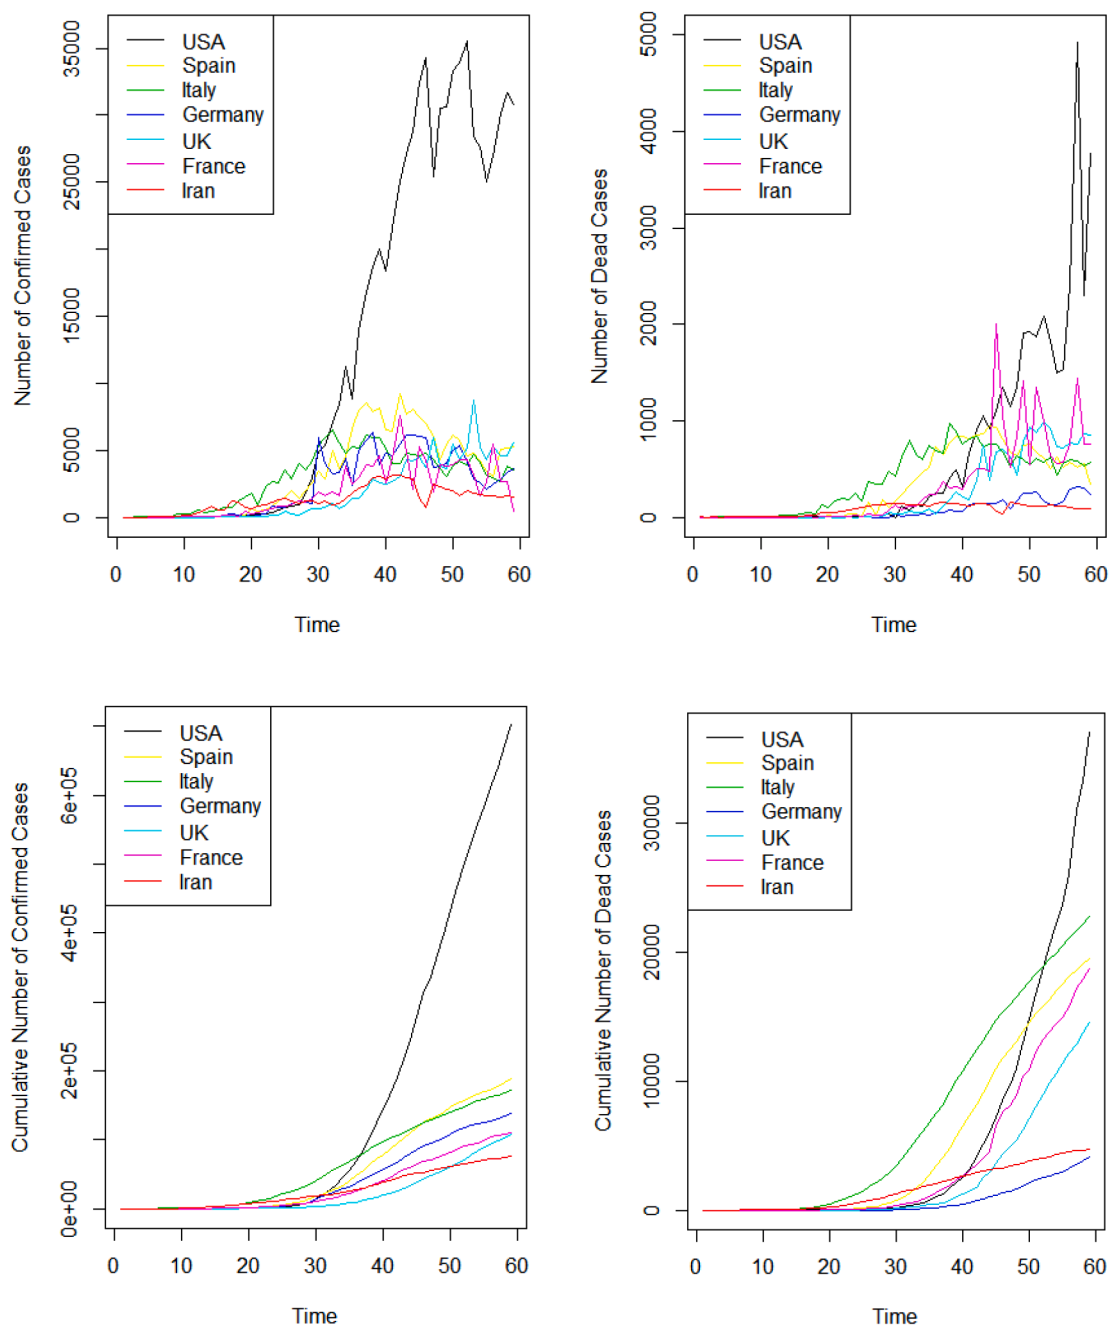 Number of Confirmed Cases
35000
25000
15000
5000
0
USA
Spain
Italy
Germany
UK
France
Iran
0 10 20 30 40 50 60
Time
Number of Dead Cases
5000
4000
3000
2000
1000
0
USA
Spain
Italy
Germany
UK
France
Iran
0 10 20 30 40 50 60
Time
Cumulative Number of Confirmed Cases
6e+05
4e+05
2e+05
0e+00
USA
Spain
Italy
Germany
UK
France
Iran
0 10 20 30 40 50 60
Time
Cumulative Number of Dead Cases
30000
20000
10000
0
USA
Spain
Italy
Germany
UK
France
Iran
0 10 20 30 40 50 60
Time